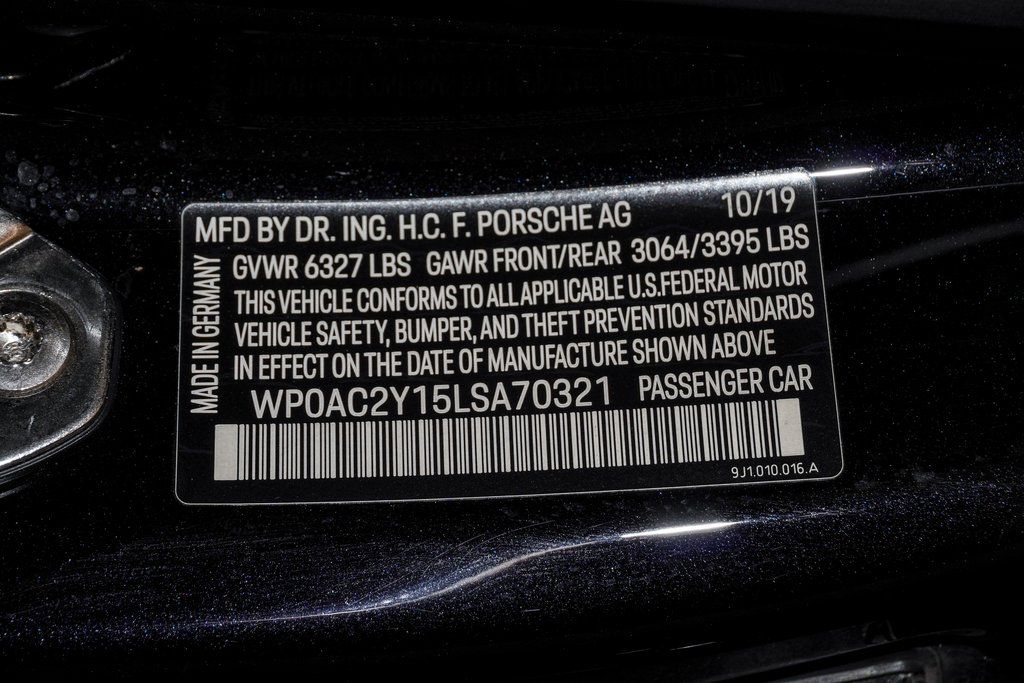 MFD BY DR. ING. H.C. F. PORSCHE AG 10/19
GVWR 6327 LBS GAWR FRONT/REAR 3064/3395 LBS
THIS VEHICLE CONFORMS TO ALL APPLICABLE U.S.FEDERAL MOTOR
VEHICLE SAFETY, BUMPER, AND THEFT PREVENTION STANDARDS
IN EFFECT ON THE DATE OF MANUFACTURE SHOWN ABOVE
WP0AC2Y15LSA70321 PASSENGER CAR
9J1.010.016.A
MADE IN GERMANY